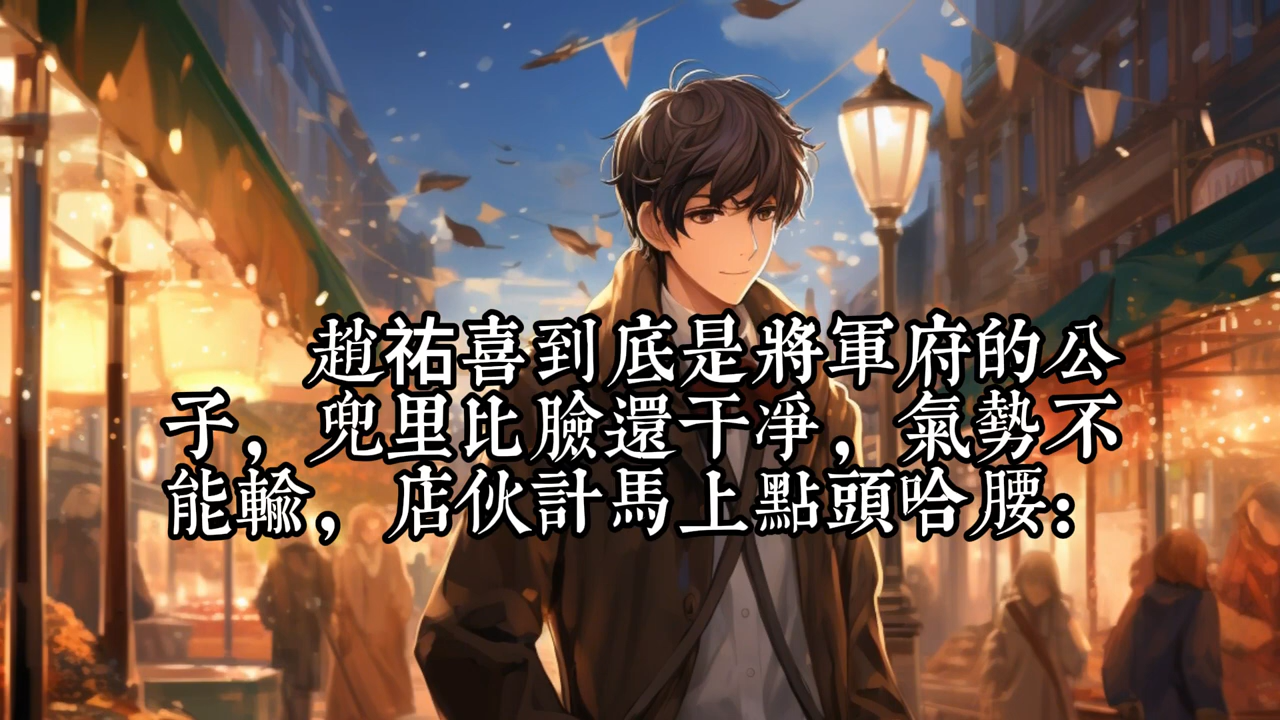 趙祐喜到底是將軍府的公
子，兜里比臉還干凈，氣勢不
能輸，店伙計馬上點頭哈腰：